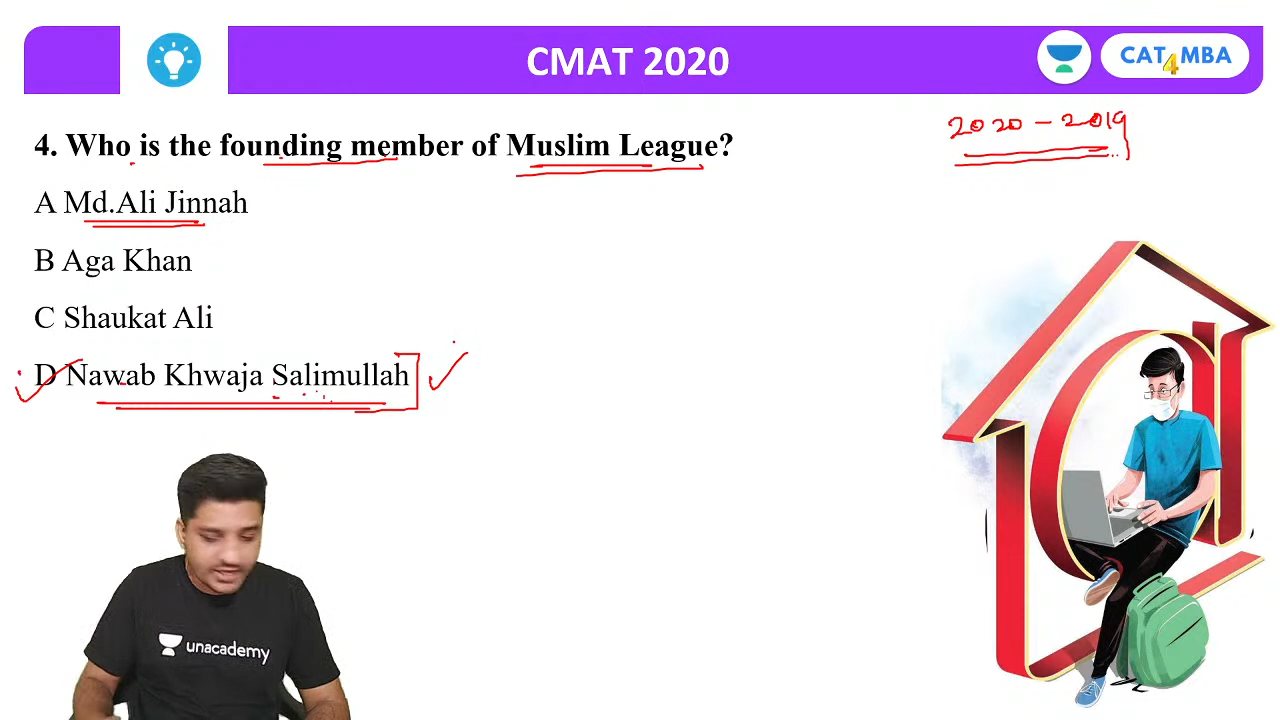 CMAT 2020
CAT4MBA
2020 - 2019
4. Who is the founding member of Muslim League?
A Md.Ali Jinnah
B Aga Khan
C Shaukat Ali
D Nawab Khwaja Salimullah
unacademy